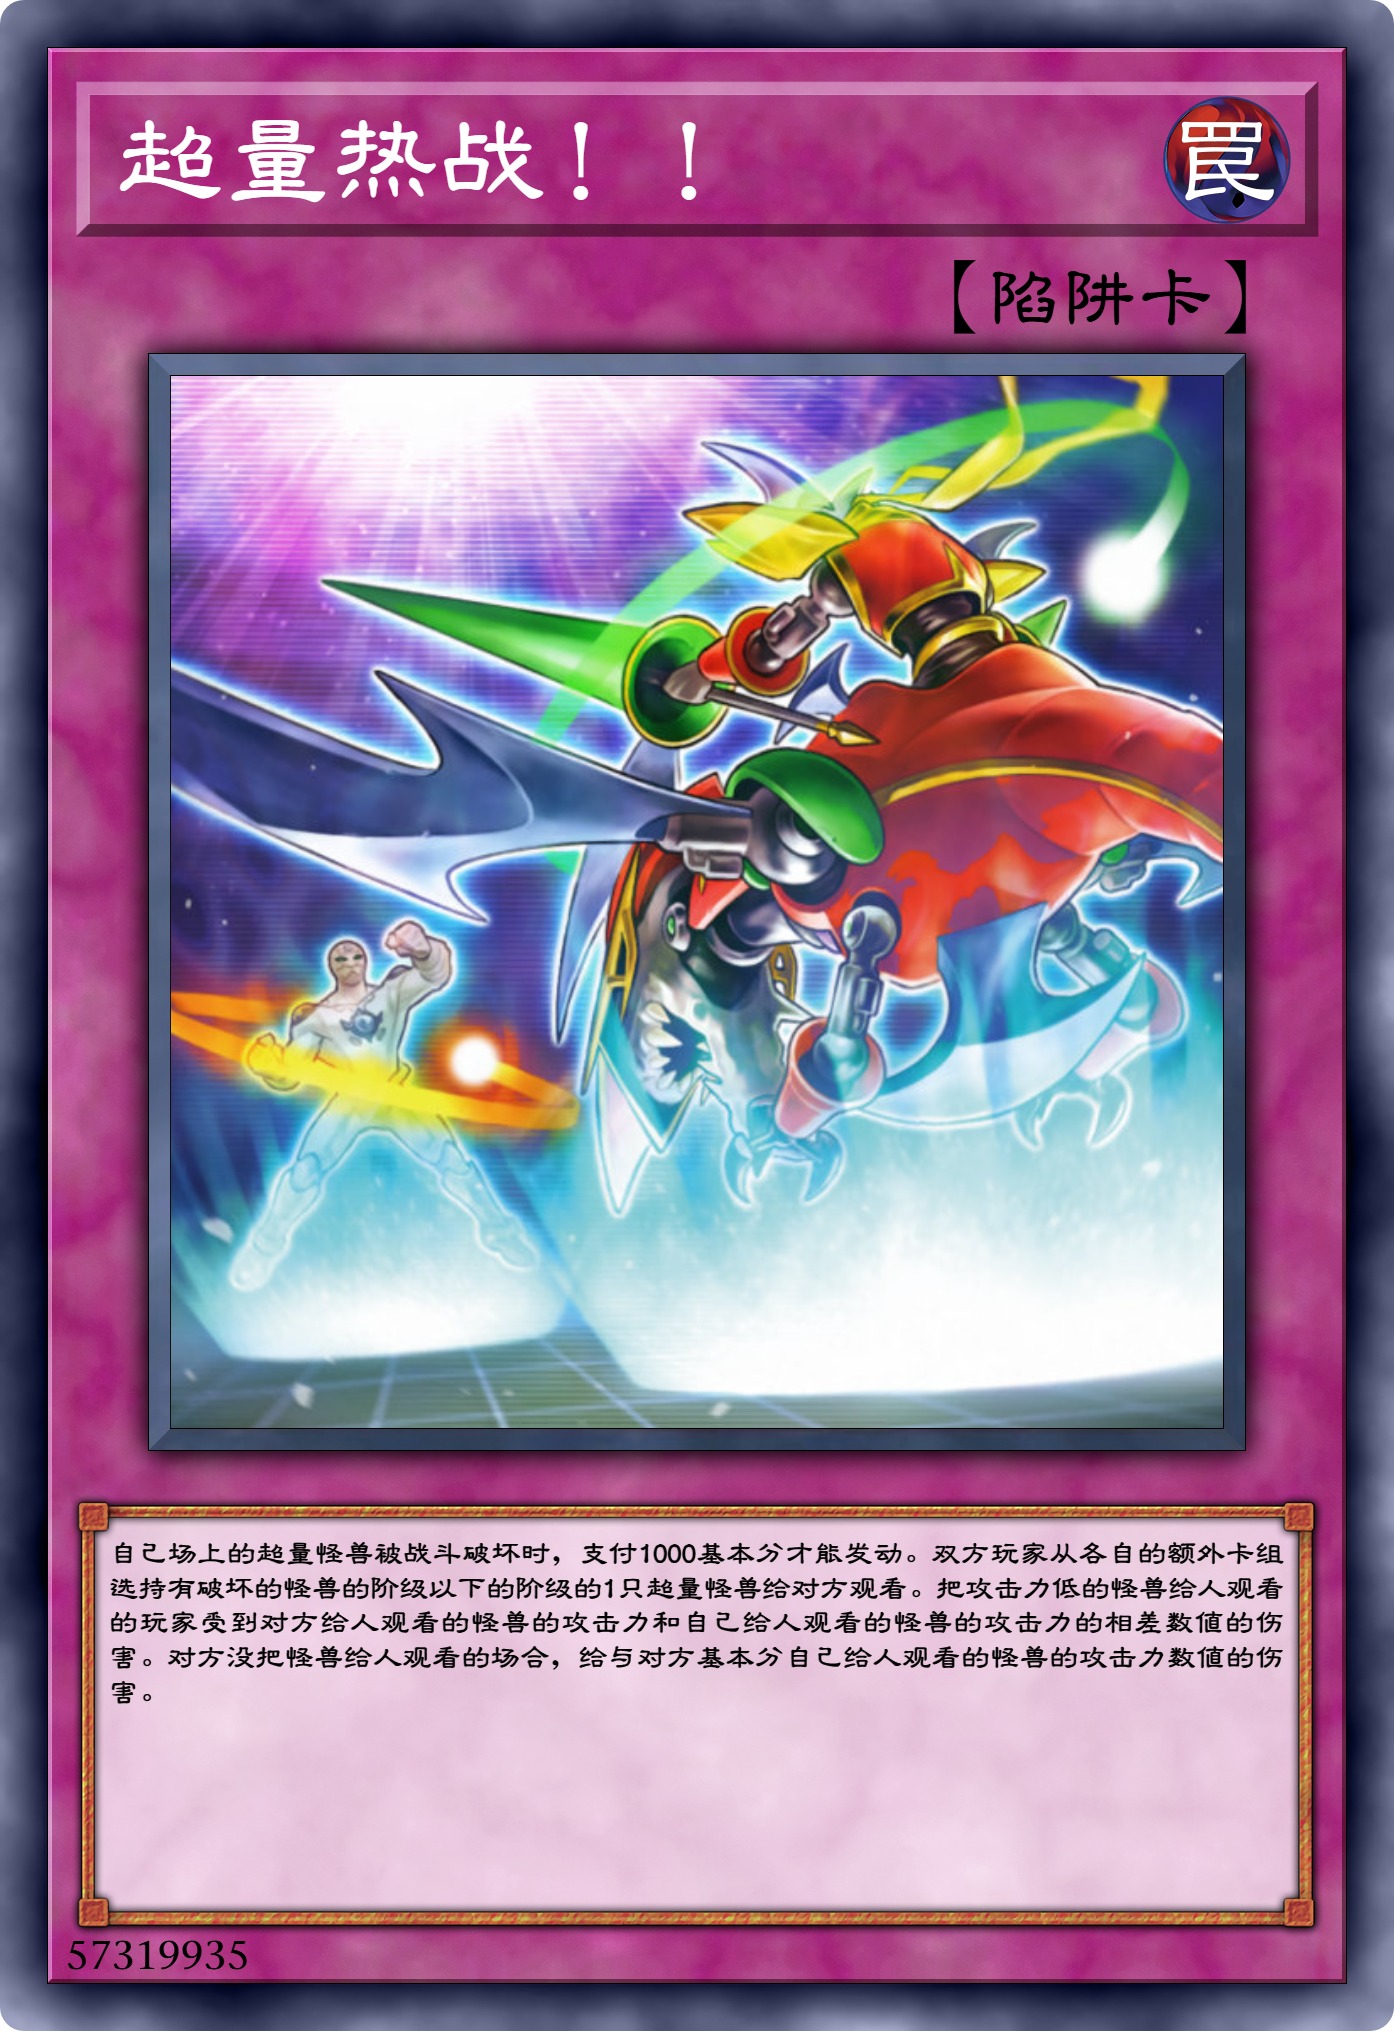 超量热战！！
罠
【陷阱卡】
自己场上的超量怪兽被战斗破坏时，支付1000基本分才能发动。双方玩家从各自的额外卡组
选持有破坏的怪兽的阶级以下的阶级的1只超量怪兽给对方观看。把攻击力低的怪兽给人观看
的玩家受到对方给人观看的怪兽的攻击力和自己给人观看的怪兽的攻击力的相差数值的伤
害。对方没把怪兽给人观看的场合，给与对方基本分自己给人观看的怪兽的攻击力数值的伤
害。
57319935